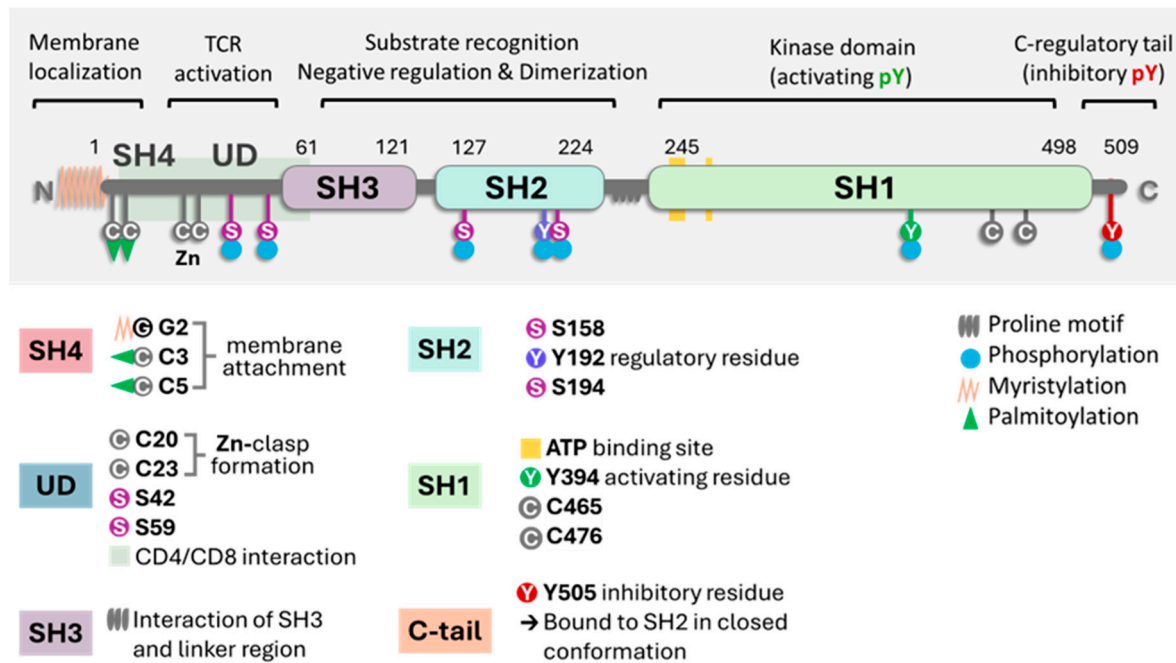 Membrane
localization
TCR
activation
Substrate recognition
Negative regulation & Dimerization
Kinase domain
(activating pY)
C-regulatory tail
(inhibitory pY)
1
SH4
UD
61
121
127
224
245
498
509
N
SH3
SH2
SH1
C
C C C C S S S Y S Y C C Y
Zn
SH4
G G2
C C3
C C5
membrane
attachment
UD
C C20
C C23
Zn-clasp
formation
S S42
S S59
CD4/CD8 interaction
SH3
Interaction of SH3
and linker region
SH2
S S158
Y Y192 regulatory residue
S S194
SH1
ATP binding site
Y Y394 activating residue
C C465
C C476
C-tail
Y Y505 inhibitory residue
→ Bound to SH2 in closed
conformation
Proline motif
Phosphorylation
Myristylation
Palmitoylation